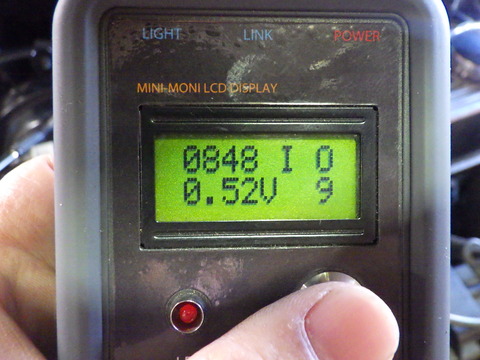 LIGHT LINK POWER
MINI-MONI LCD DISPLAY
0848 I 0
0.52V 9